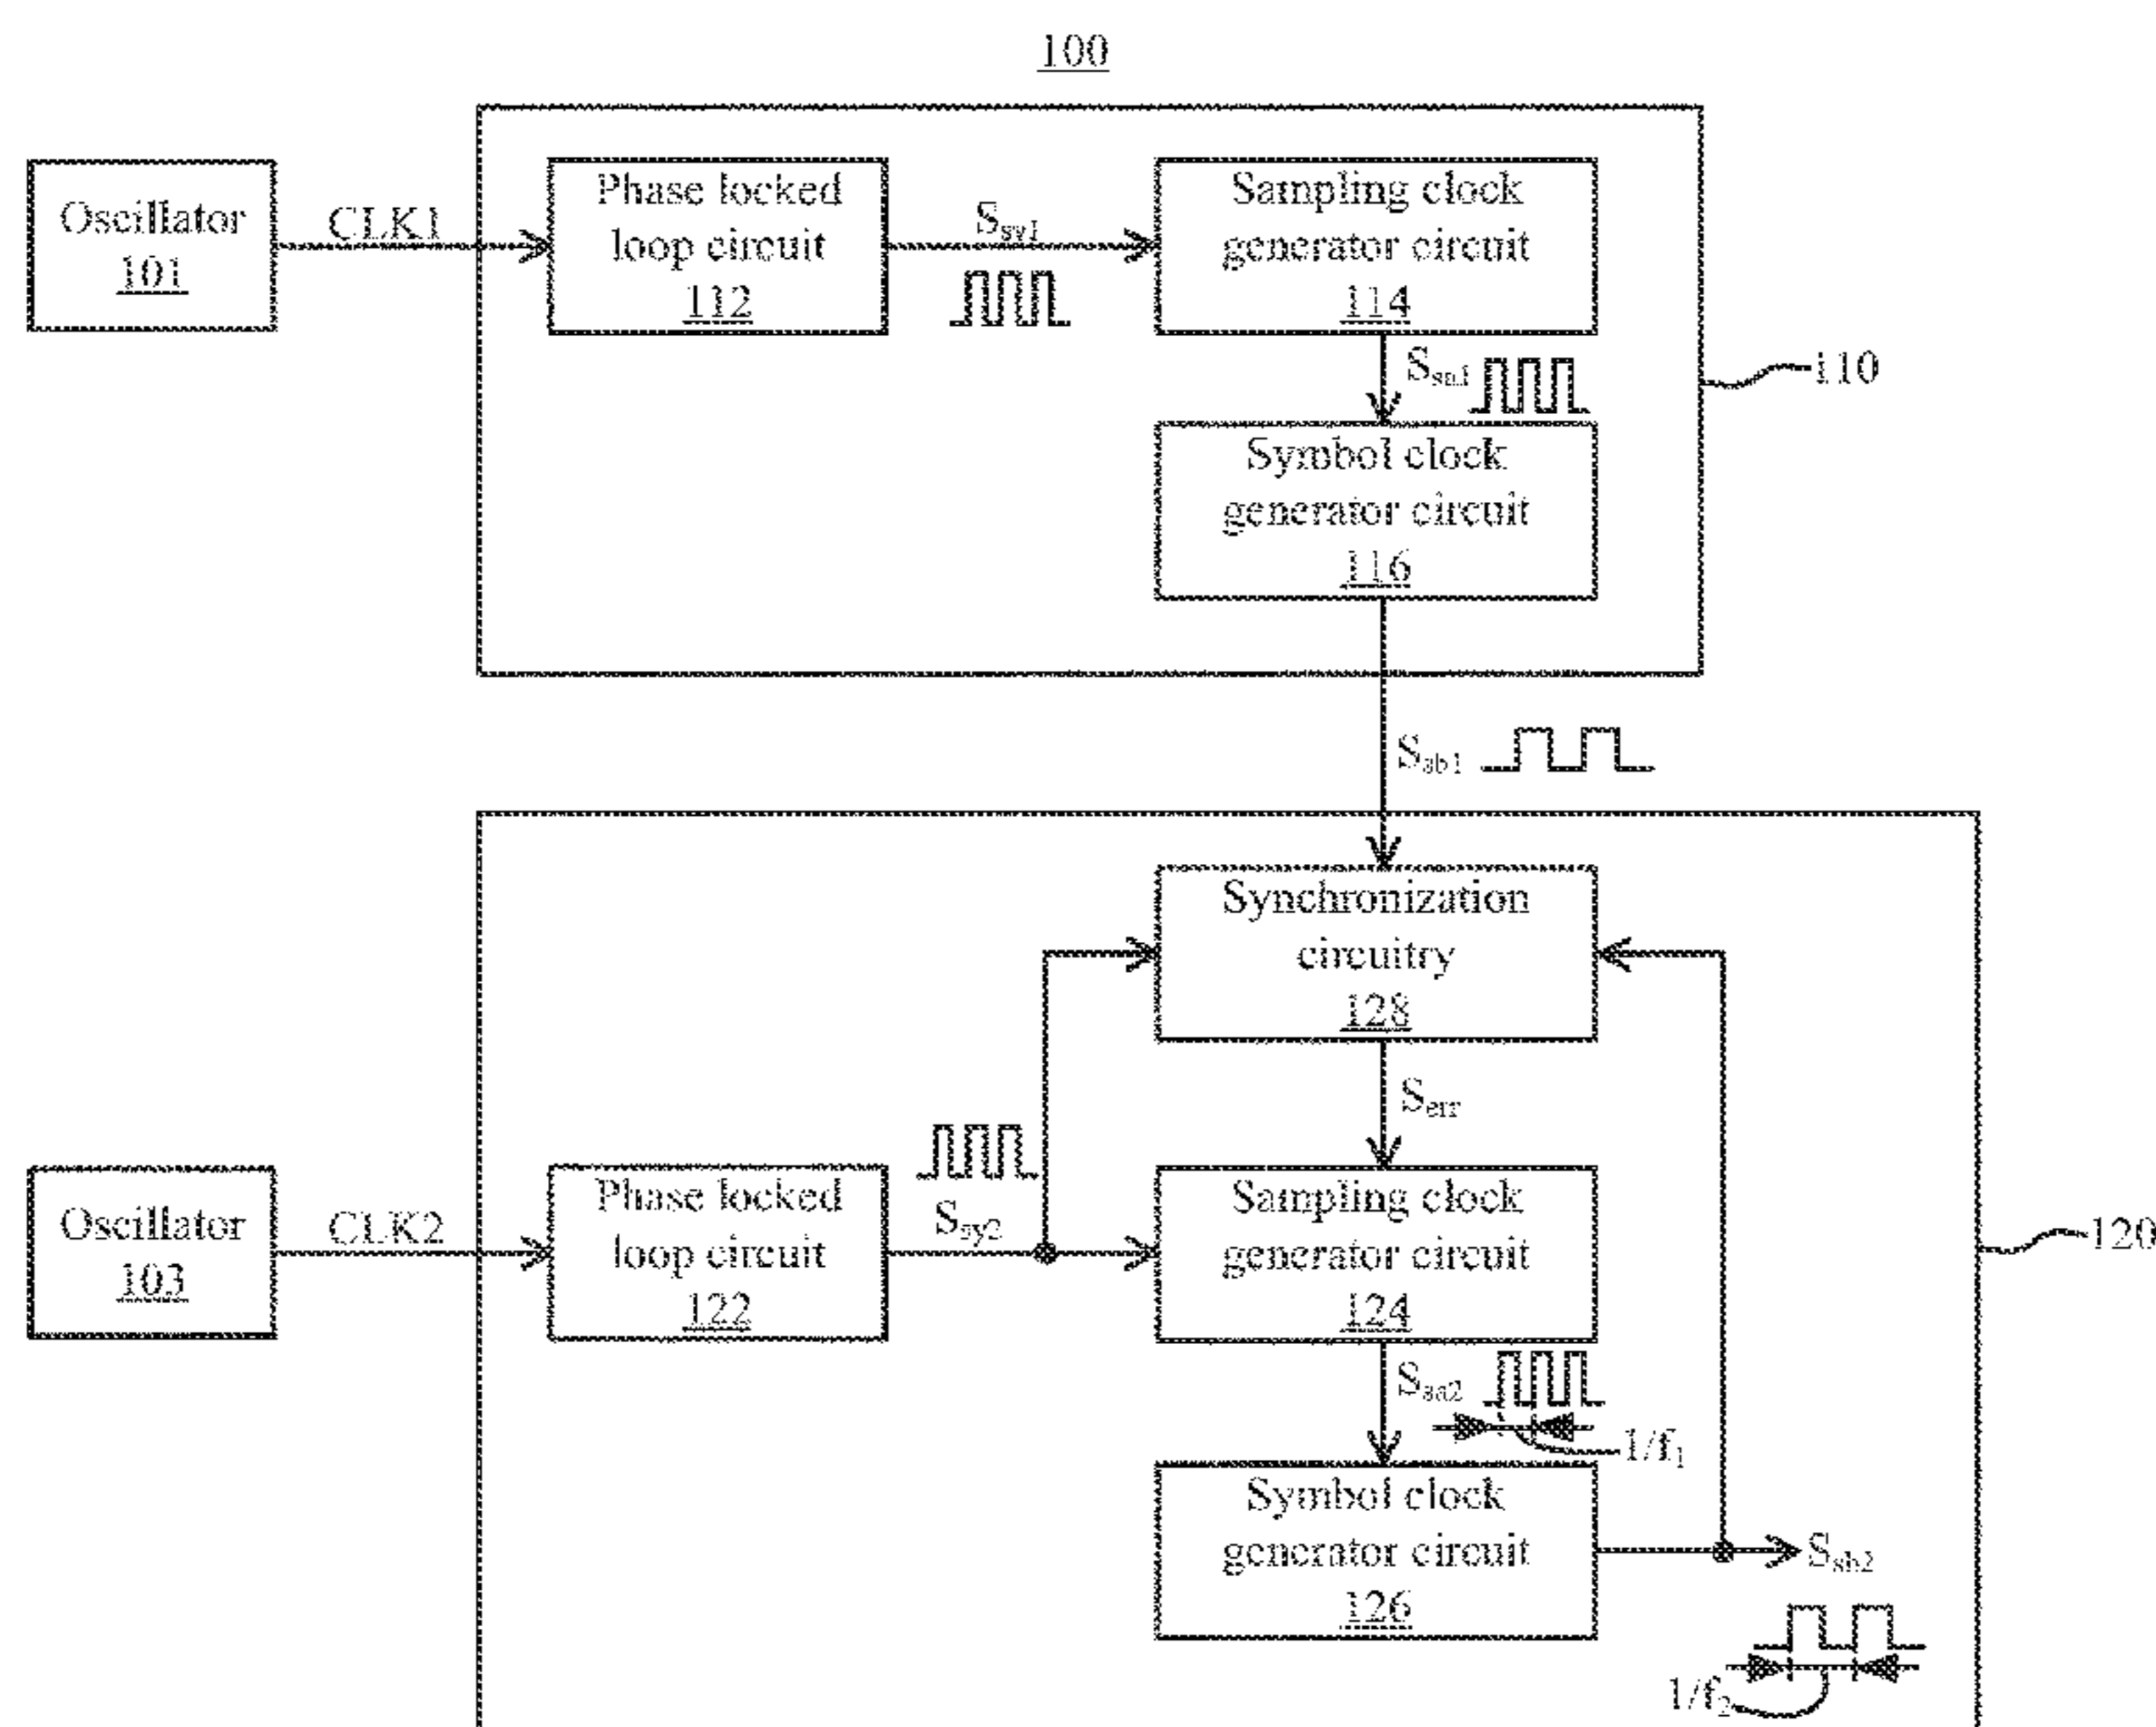 100
Oscillator
101
CLK1
Phase locked
loop circuit
112
Ssy1
Sampling clock
generator circuit
114
Ssa1
110
Symbol clock
generator circuit
116
Ssb1
Synchronization
circuitry
128
Serr
Oscillator
103
CLK2
Phase locked
loop circuit
122
Ssy2
Sampling clock
generator circuit
124
120
Ssa2
1/f1
Symbol clock
generator circuit
126
Ssb2
1/f2